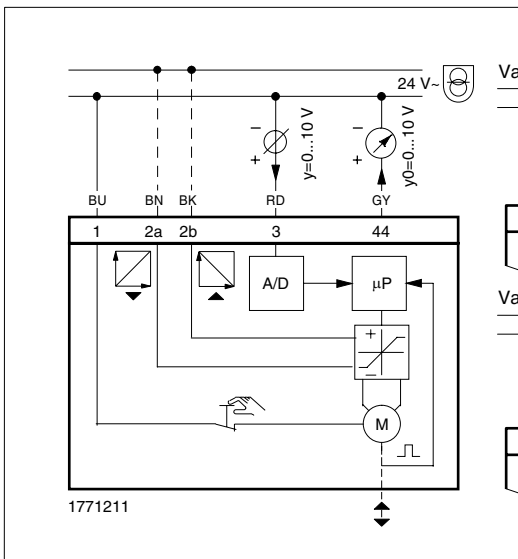 24 V~
Va
– + y=0...10 V
– + y0=0...10 V
BU BN BK RD GY
1 2a 2b 3 44
A/D µP
Va
+
–
M
1771211